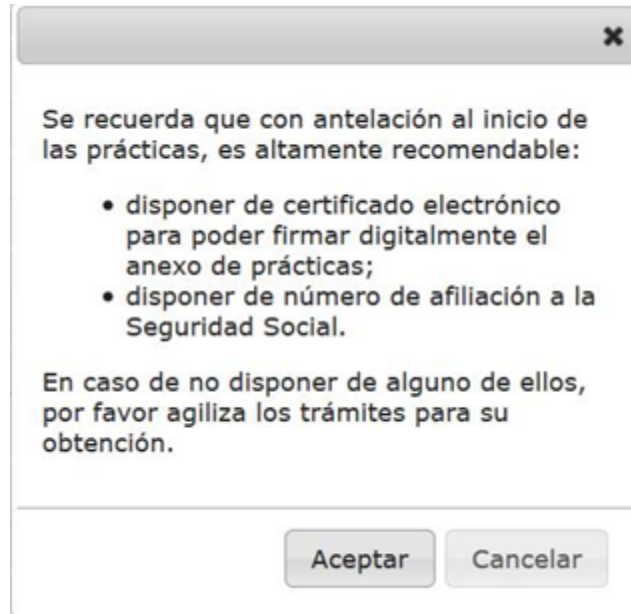 Se recuerda que con antelación al inicio de
las prácticas, es altamente recomendable:
• disponer de certificado electrónico
para poder firmar digitalmente el
anexo de prácticas;
• disponer de número de afiliación a la
Seguridad Social.
En caso de no disponer de alguno de ellos,
por favor agiliza los trámites para su
obtención.
Aceptar Cancelar